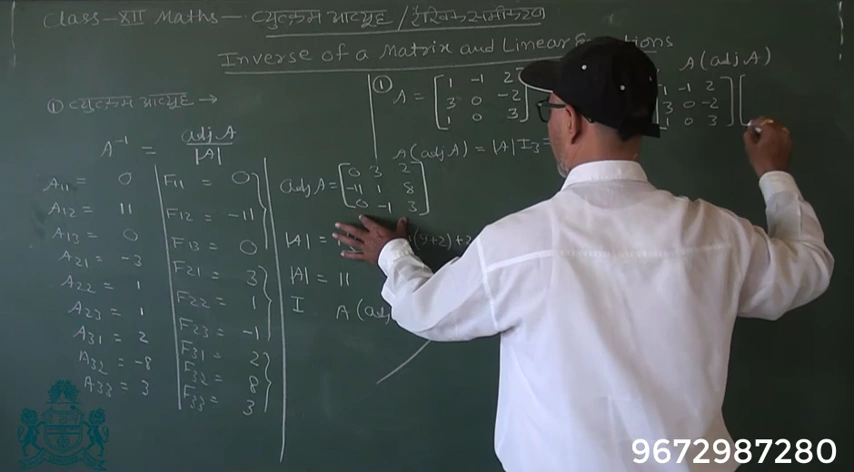 Class-XII Maths- व्युत्क्रम आव्यूह / रैखिक समीकरण
Inverse of a Matrix and Linear Equations
① व्युत्क्रम आव्यूह →
A⁻¹ = adj A / |A|
A₁₁ = 0
A₁₂ = 11
A₁₃ = 0
A₂₁ = -3
A₂₂ = 1
A₂₃ = 1
A₃₁ = 2
A₃₂ = -8
A₃₃ = 3
F₁₁ = 0
F₁₂ = -11
F₁₃ = 0
F₂₁ = 3
F₂₂ = 1
F₂₃ = -1
F₃₁ = 2
F₃₂ = 8
F₃₃ = 3
① A = [1 -1 2
3 0 -2
1 0 3]
A(adj A) = |A| I₃ =
adj A = [0 3 2
-11 1 8
0 -1 3]
|A| =
(9+2)+2
|A| = 11
I A(adj
A(adj A)
1 -1 2
3 0 -2
1 0 3] [
9672987280